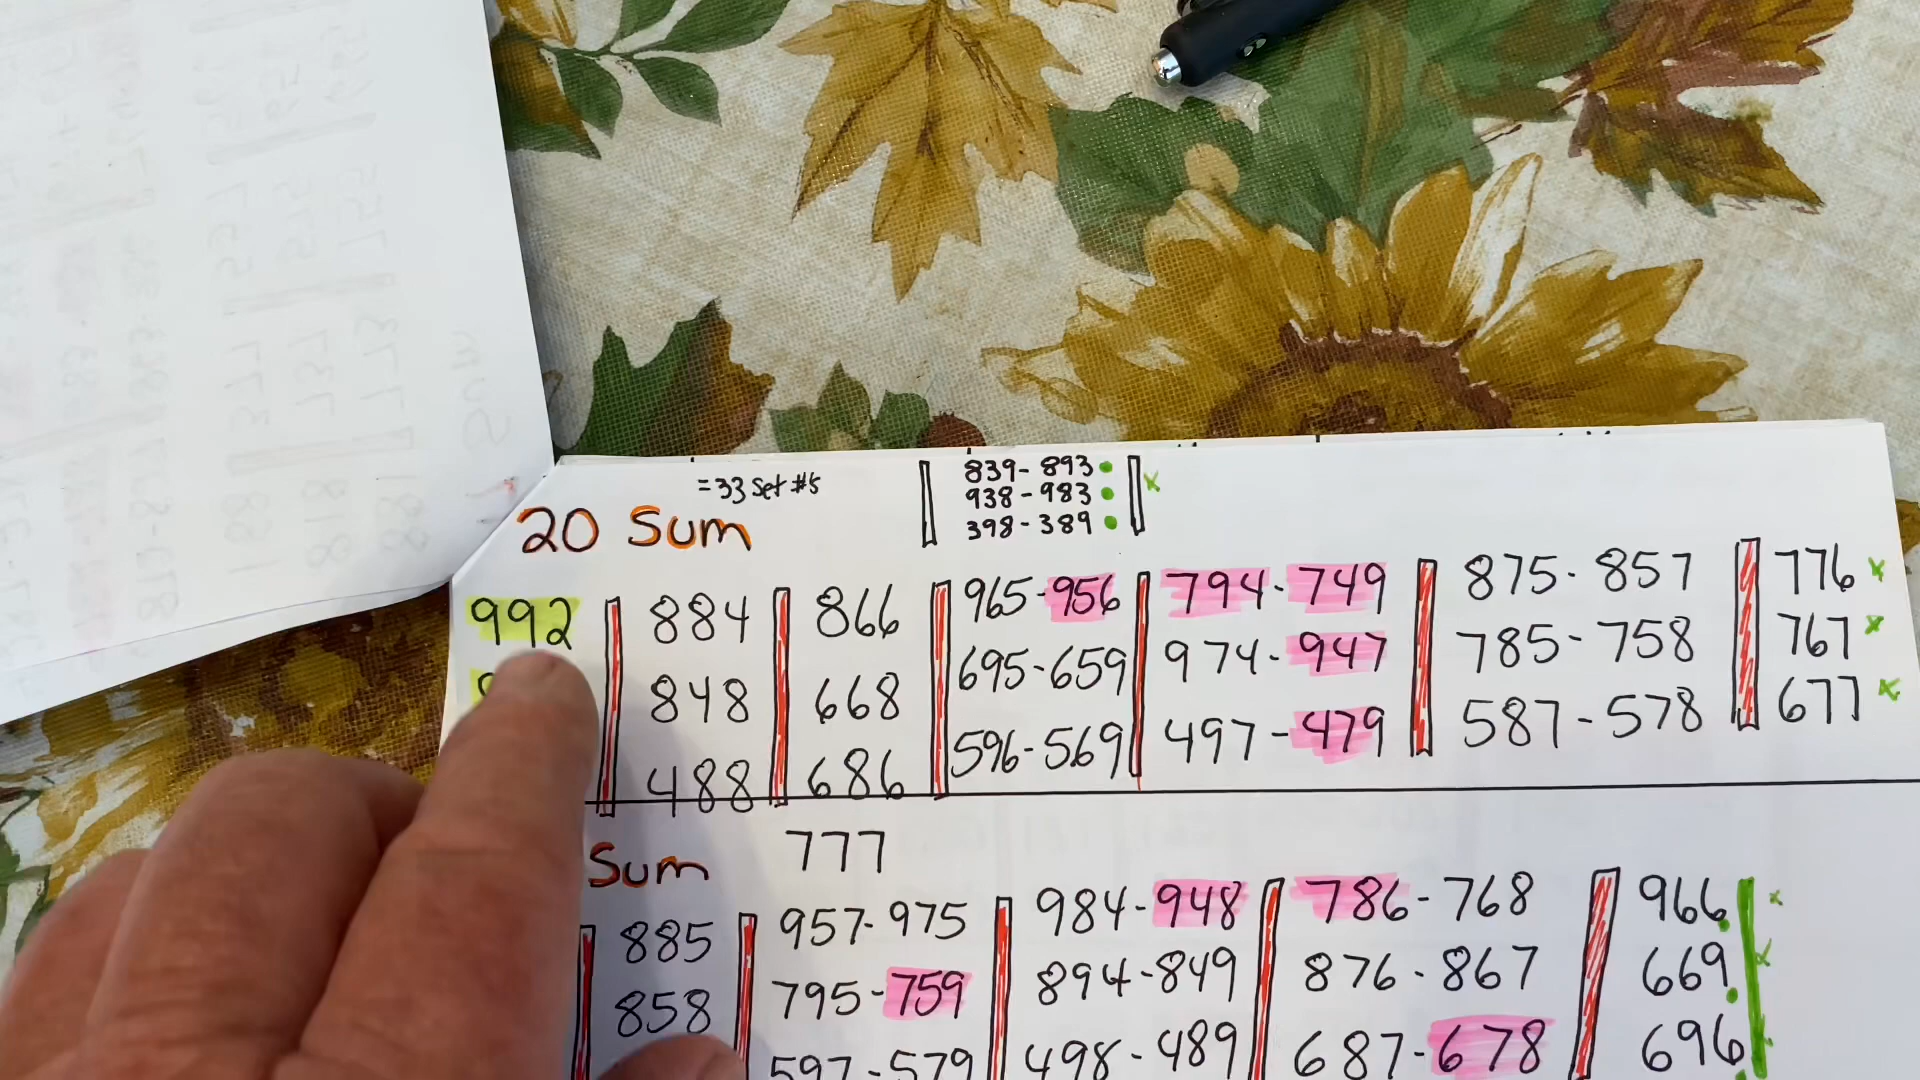 = 33 Set #5
839- 893
938 - 983
398 - 389
x
20 Sum
992 884 866 965-956 794-749 875-857 776 x
848 668 695-659 974-947 785-758 767 x
488 686 596-569 497-479 587-578 677 x
Sum 777
885 957-975 984-948 786-768 966 x
858 795-759 894-849 876-867 669 x
597-579 498-489 687-678 696